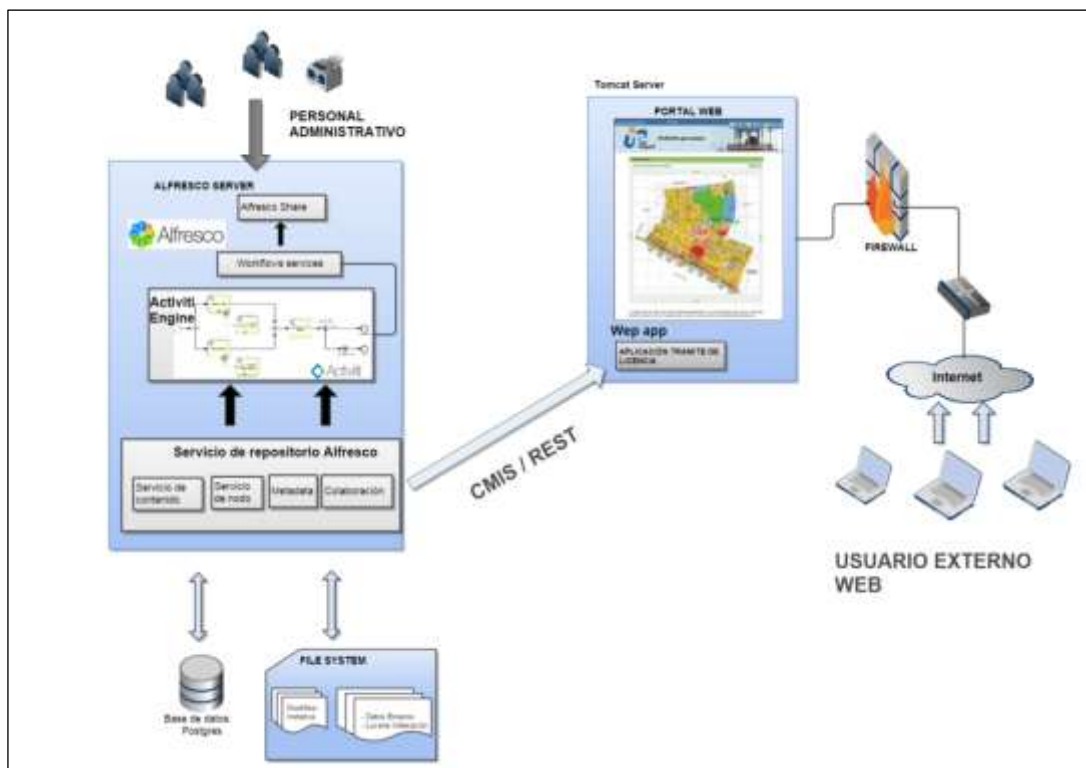 PERSONAL
ADMINISTRATIVO
ALFRESCO SERVER
Alfresco Share
Alfresco
Workflows services
Activiti
Engine
Activiti
Servicio de repositorio Alfresco
Servicio de
contenido
Servicio
de nodo
Metadata
Colaboración
CMIS / REST
Base de datos
Postgres
FILE SYSTEM
- Datos Binarios
Tomcat Server
PORTAL WEB
Wep app
APLICACIÓN TRAMITE DE
LICENCIA
FIREWALL
Internet
USUARIO EXTERNO
WEB